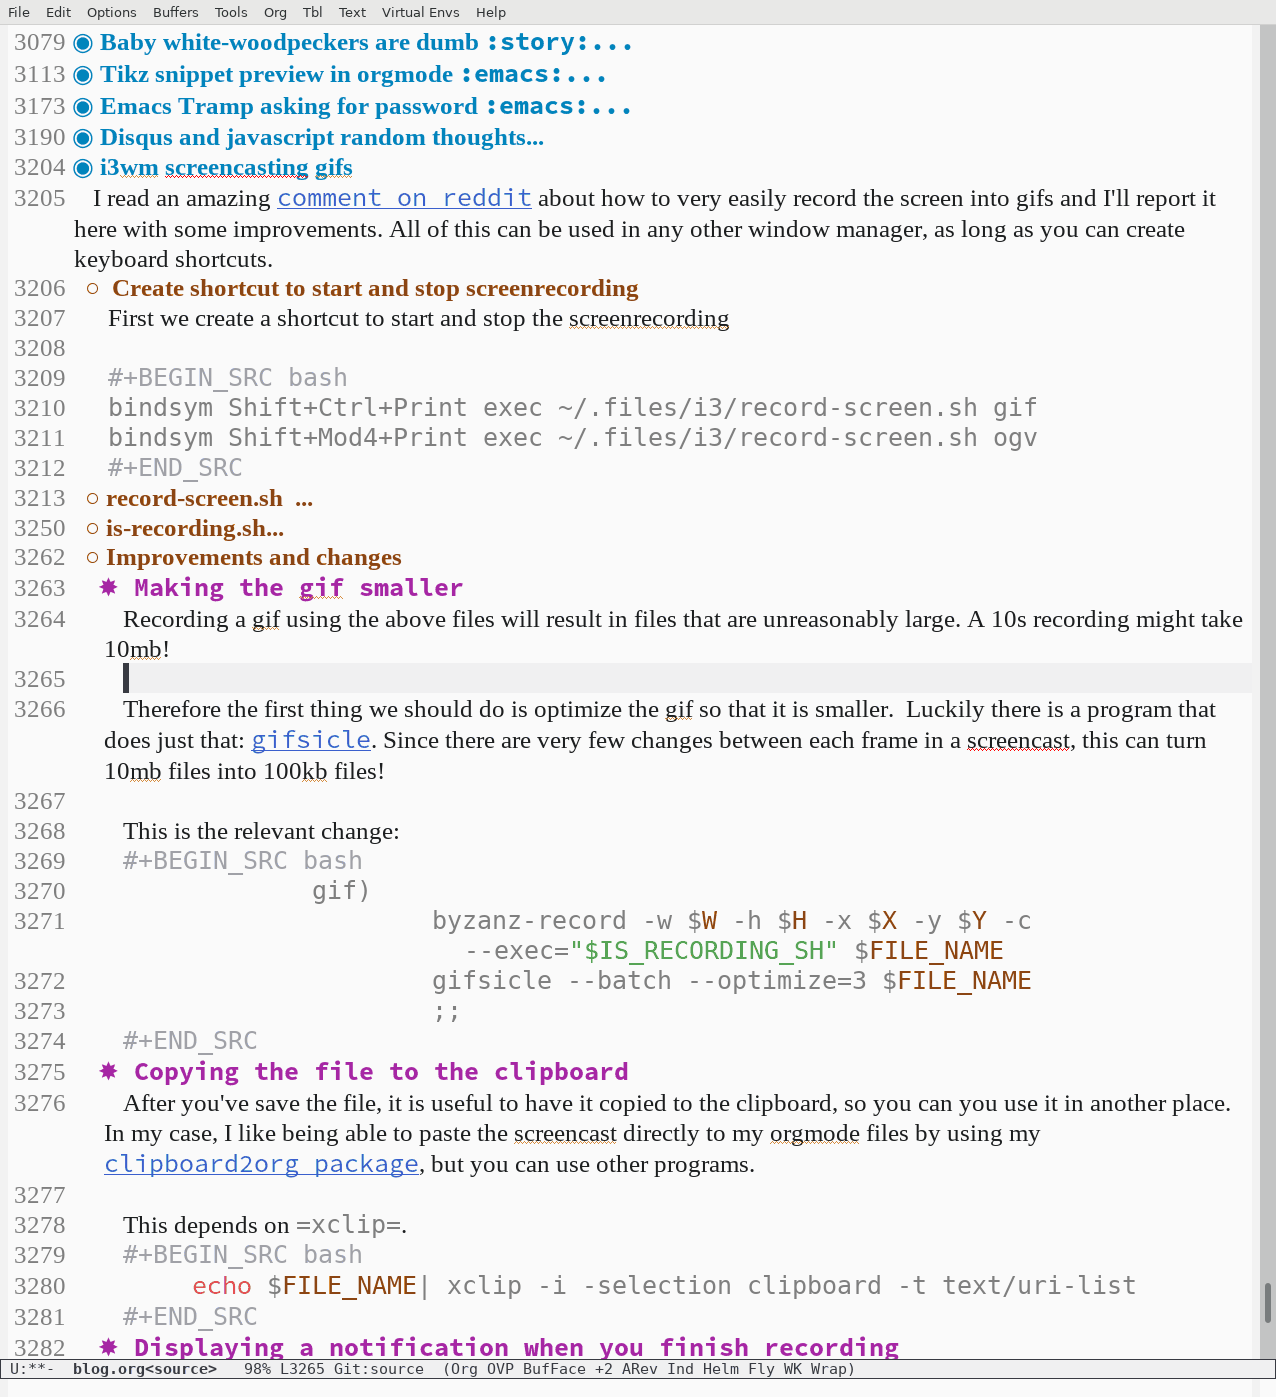 File Edit Options Buffers Tools Org Tbl Text Virtual Envs Help
3079 ◉ Baby white-woodpeckers are dumb :story:...
3113 ◉ Tikz snippet preview in orgmode :emacs:...
3173 ◉ Emacs Tramp asking for password :emacs:...
3190 ◉ Disqus and javascript random thoughts...
3204 ◉ i3wm screencasting gifs
3205 I read an amazing comment on reddit about how to very easily record the screen into gifs and I'll report it
here with some improvements. All of this can be used in any other window manager, as long as you can create
keyboard shortcuts.
3206 ○ Create shortcut to start and stop screenrecording
3207 First we create a shortcut to start and stop the screenrecording
3208
3209 #+BEGIN_SRC bash
3210 bindsym Shift+Ctrl+Print exec ~/.files/i3/record-screen.sh gif
3211 bindsym Shift+Mod4+Print exec ~/.files/i3/record-screen.sh ogv
3212 #+END_SRC
3213 ○ record-screen.sh ...
3250 ○ is-recording.sh...
3262 ○ Improvements and changes
3263 ✸ Making the gif smaller
3264 Recording a gif using the above files will result in files that are unreasonably large. A 10s recording might take
10mb!
3265
3266 Therefore the first thing we should do is optimize the gif so that it is smaller. Luckily there is a program that
does just that: gifsicle. Since there are very few changes between each frame in a screencast, this can turn
10mb files into 100kb files!
3267
3268 This is the relevant change:
3269 #+BEGIN_SRC bash
3270 gif)
3271 byzanz-record -w $W -h $H -x $X -y $Y -c
--exec="$IS_RECORDING_SH" $FILE_NAME
3272 gifsicle --batch --optimize=3 $FILE_NAME
3273 ;;
3274 #+END_SRC
3275 ✸ Copying the file to the clipboard
3276 After you've save the file, it is useful to have it copied to the clipboard, so you can you use it in another place.
In my case, I like being able to paste the screencast directly to my orgmode files by using my
clipboard2org package, but you can use other programs.
3277
3278 This depends on =xclip=.
3279 #+BEGIN_SRC bash
3280 echo $FILE_NAME| xclip -i -selection clipboard -t text/uri-list
3281 #+END_SRC
3282 ✸ Displaying a notification when you finish recording
U:**- blog.org<source> 98% L3265 Git:source (Org OVP BufFace +2 ARev Ind Helm Fly WK Wrap)